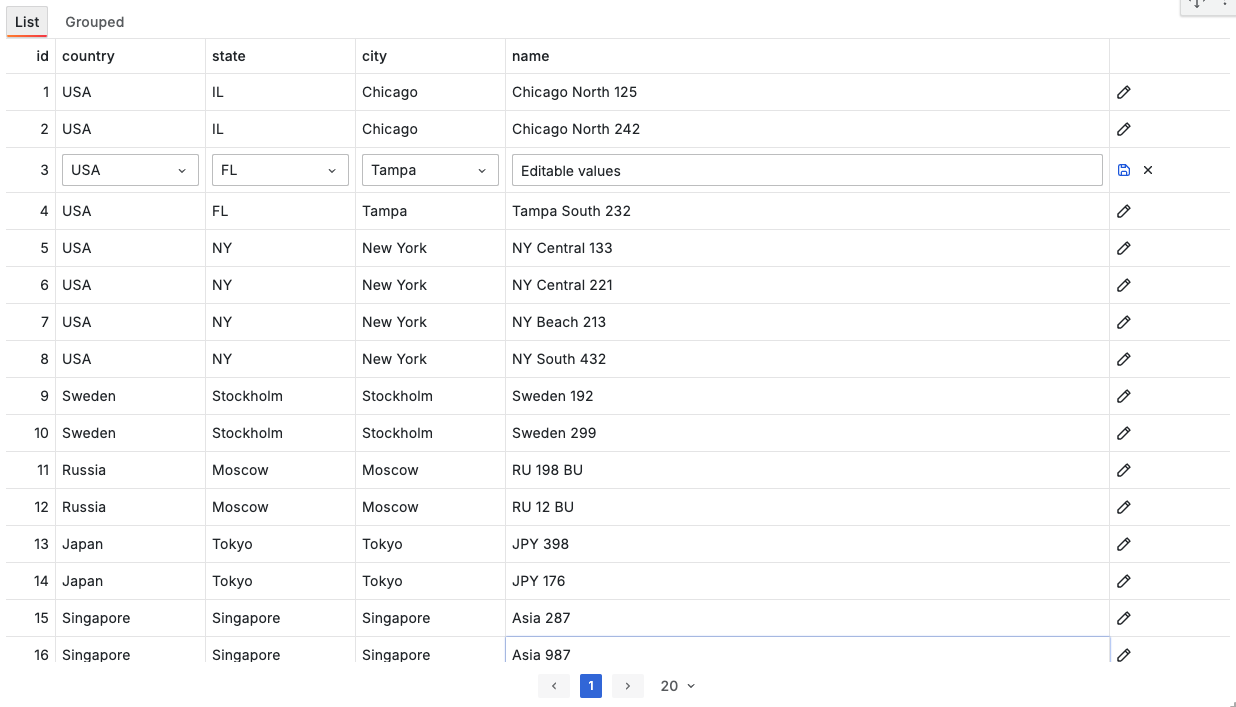 List Grouped
id country state city name
1 USA IL Chicago Chicago North 125
2 USA IL Chicago Chicago North 242
3 USA FL Tampa Editable values
4 USA FL Tampa Tampa South 232
5 USA NY New York NY Central 133
6 USA NY New York NY Central 221
7 USA NY New York NY Beach 213
8 USA NY New York NY South 432
9 Sweden Stockholm Stockholm Sweden 192
10 Sweden Stockholm Stockholm Sweden 299
11 Russia Moscow Moscow RU 198 BU
12 Russia Moscow Moscow RU 12 BU
13 Japan Tokyo Tokyo JPY 398
14 Japan Tokyo Tokyo JPY 176
15 Singapore Singapore Singapore Asia 287
16 Singapore Singapore Singapore Asia 987
1 20